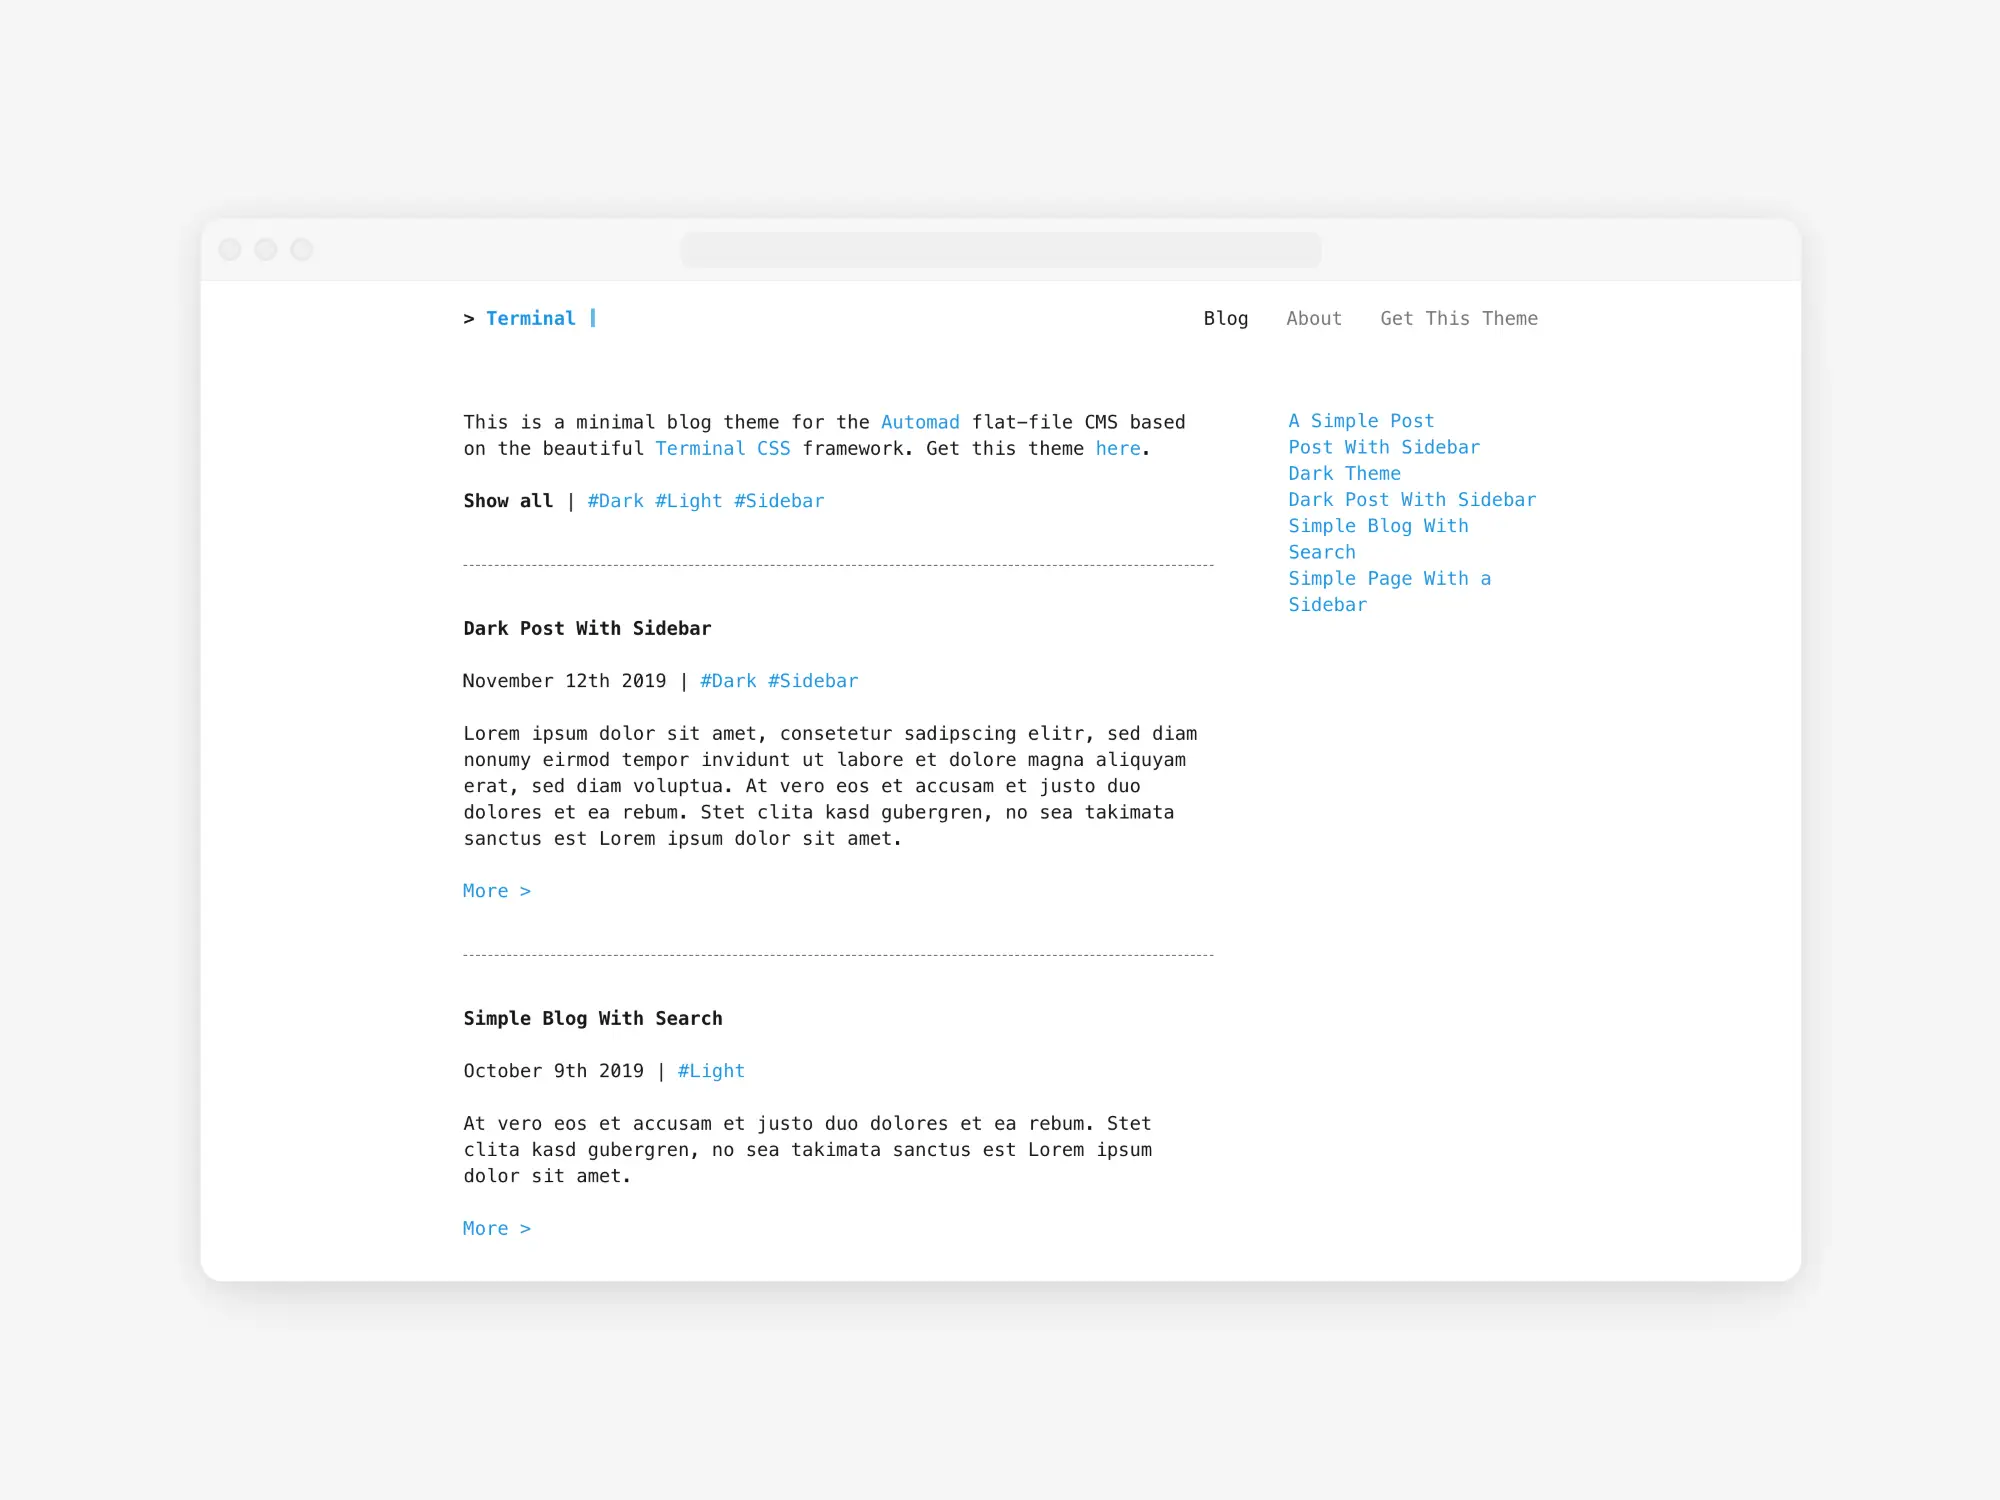 > Terminal
Blog About Get This Theme
This is a minimal blog theme for the Automad flat-file CMS based
on the beautiful Terminal CSS framework. Get this theme here.
Show all | #Dark #Light #Sidebar
Dark Post With Sidebar
November 12th 2019 | #Dark #Sidebar
Lorem ipsum dolor sit amet, consetetur sadipscing elitr, sed diam
nonumy eirmod tempor invidunt ut labore et dolore magna aliquyam
erat, sed diam voluptua. At vero eos et accusam et justo duo
dolores et ea rebum. Stet clita kasd gubergren, no sea takimata
sanctus est Lorem ipsum dolor sit amet.
More >
Simple Blog With Search
October 9th 2019 | #Light
At vero eos et accusam et justo duo dolores et ea rebum. Stet
clita kasd gubergren, no sea takimata sanctus est Lorem ipsum
dolor sit amet.
More >
A Simple Post
Post With Sidebar
Dark Theme
Dark Post With Sidebar
Simple Blog With
Search
Simple Page With a
Sidebar